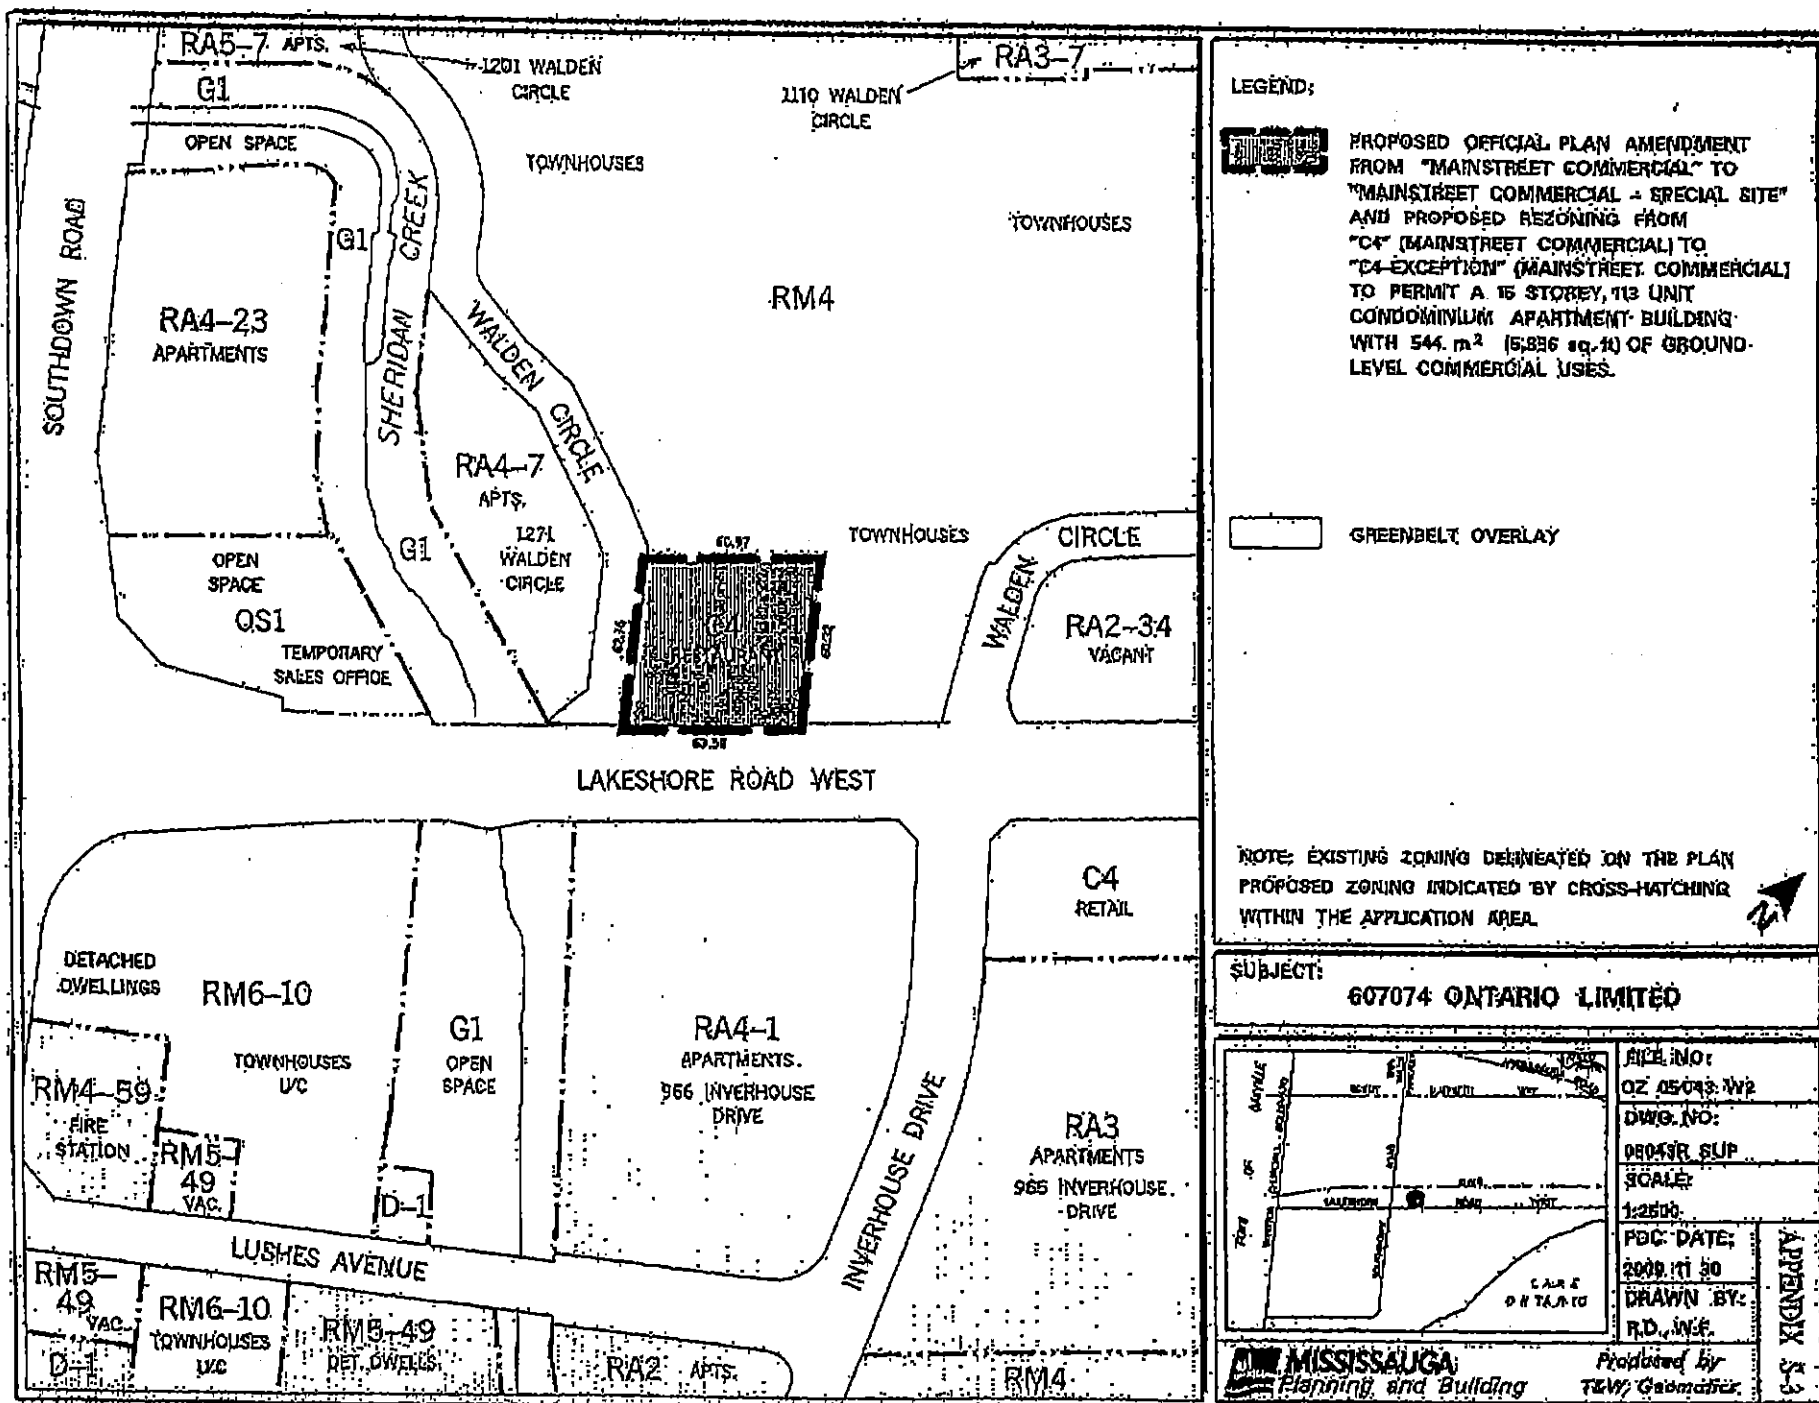 RA5-7 APTS.
1201 WALDEN
CIRCLE
G1
OPEN SPACE
1110 WALDEN
CIRCLE
RA3-7
TOWNHOUSES
TOWNHOUSES
SOUTHDOWN ROAD
G1
SHERIDAN CREEK
RM4
RA4-23
APARTMENTS
WALDEN CIRCLE
RA4-7
APTS.
1271
WALDEN
CIRCLE
G1
OPEN
SPACE
OS1
TEMPORARY
SALES OFFICE
60.97
C4
RESTAURANT
TOWNHOUSES
WALDEN CIRCLE
RA2-34
VACANT
LAKESHORE ROAD WEST
C4
RETAIL
DETACHED
DWELLINGS
RM6-10
TOWNHOUSES
U/C
G1
OPEN
SPACE
RA4-1
APARTMENTS.
966 INVERHOUSE
DRIVE
RM4-59
FIRE
STATION
RM5-
49
VAC.
D-1
INVERHOUSE DRIVE
RA3
APARTMENTS
965 INVERHOUSE.
DRIVE
LUSHES AVENUE
RM5-
49
VAC.
D-1
RM6-10
TOWNHOUSES
U/C
RM5-49
DET. DWELLS.
RA2 APTS.
RM4
LEGEND:
PROPOSED OFFICIAL PLAN AMENDMENT
FROM "MAINSTREET COMMERCIAL" TO
"MAINSTREET COMMERCIAL - SPECIAL SITE"
AND PROPOSED REZONING FROM
"C4" (MAINSTREET COMMERCIAL) TO
"C4-EXCEPTION" (MAINSTREET COMMERCIAL)
TO PERMIT A 15 STOREY, 113 UNIT
CONDOMINIUM APARTMENT BUILDING
WITH 544. m² (5,856 sq.ft) OF GROUND-
LEVEL COMMERCIAL USES.
GREENBELT OVERLAY
NOTE: EXISTING ZONING DELINEATED ON THE PLAN
PROPOSED ZONING INDICATED BY CROSS-HATCHING
WITHIN THE APPLICATION AREA.
SUBJECT:
607074 ONTARIO LIMITED
LAKE
ONTARIO
FILE NO:
OZ 05/043 W2
DWG. NO:
05043R SUP
SCALE:
1:2500
PDC DATE:
2009 11 30
DRAWN BY:
R.D.
APPENDIX S-3
MISSISSAUGA
Planning and Building
Produced by
T&W, Geomatics